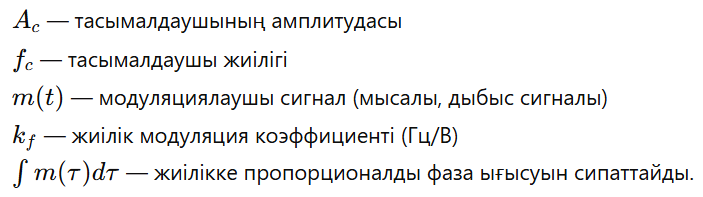 A_c — тасымалдаушының амплитудасы
f_c — тасымалдаушы жиілігі
m(t) — модуляциялаушы сигнал (мысалы, дыбыс сигналы)
k_f — жиілік модуляция коэффициенті (Гц/В)
∫ m(τ)dτ — жиілікке пропорционалды фаза ығысуын сипаттайды.